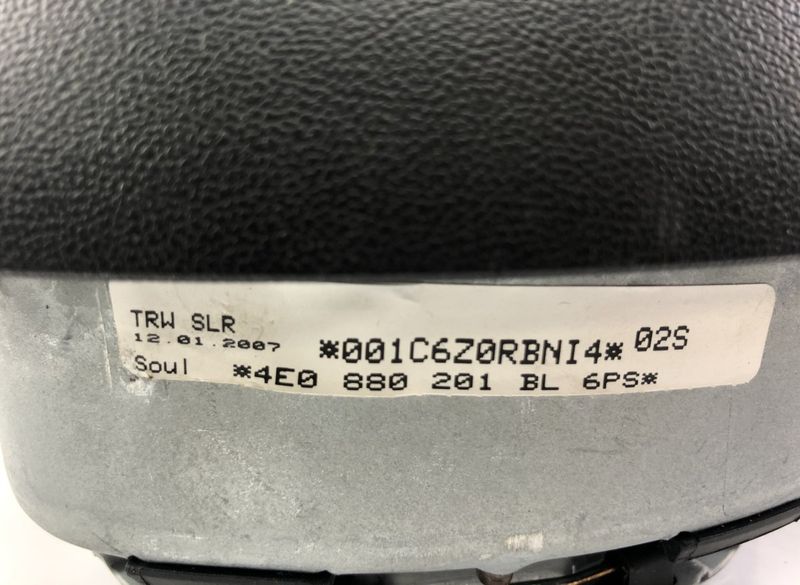 TRW SLR
12.01.2007
*001C6Z0RBNI4* 02S
Soul *4E0 880 201 BL 6PS*